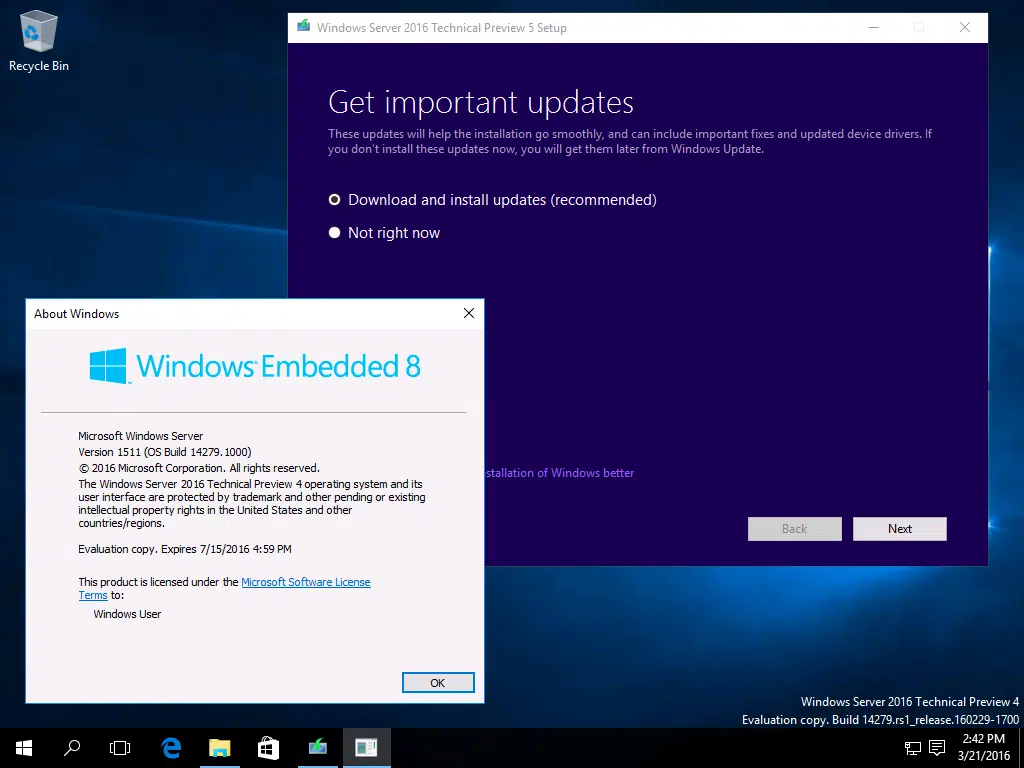 Recycle Bin
Windows Server 2016 Technical Preview 5 Setup
Get important updates
These updates will help the installation go smoothly, and can include important fixes and updated device drivers. If
you don't install these updates now, you will get them later from Windows Update.
Download and install updates (recommended)
Not right now
stallation of Windows better
Back
Next
About Windows
Windows Embedded 8
Microsoft Windows Server
Version 1511 (OS Build 14279.1000)
© 2016 Microsoft Corporation. All rights reserved.
The Windows Server 2016 Technical Preview 4 operating system and its
user interface are protected by trademark and other pending or existing
intellectual property rights in the United States and other
countries/regions.
Evaluation copy. Expires 7/15/2016 4:59 PM
This product is licensed under the Microsoft Software License
Terms to:
Windows User
OK
Windows Server 2016 Technical Preview 4
Evaluation copy. Build 14279.rs1_release.160229-1700
2:42 PM
3/21/2016